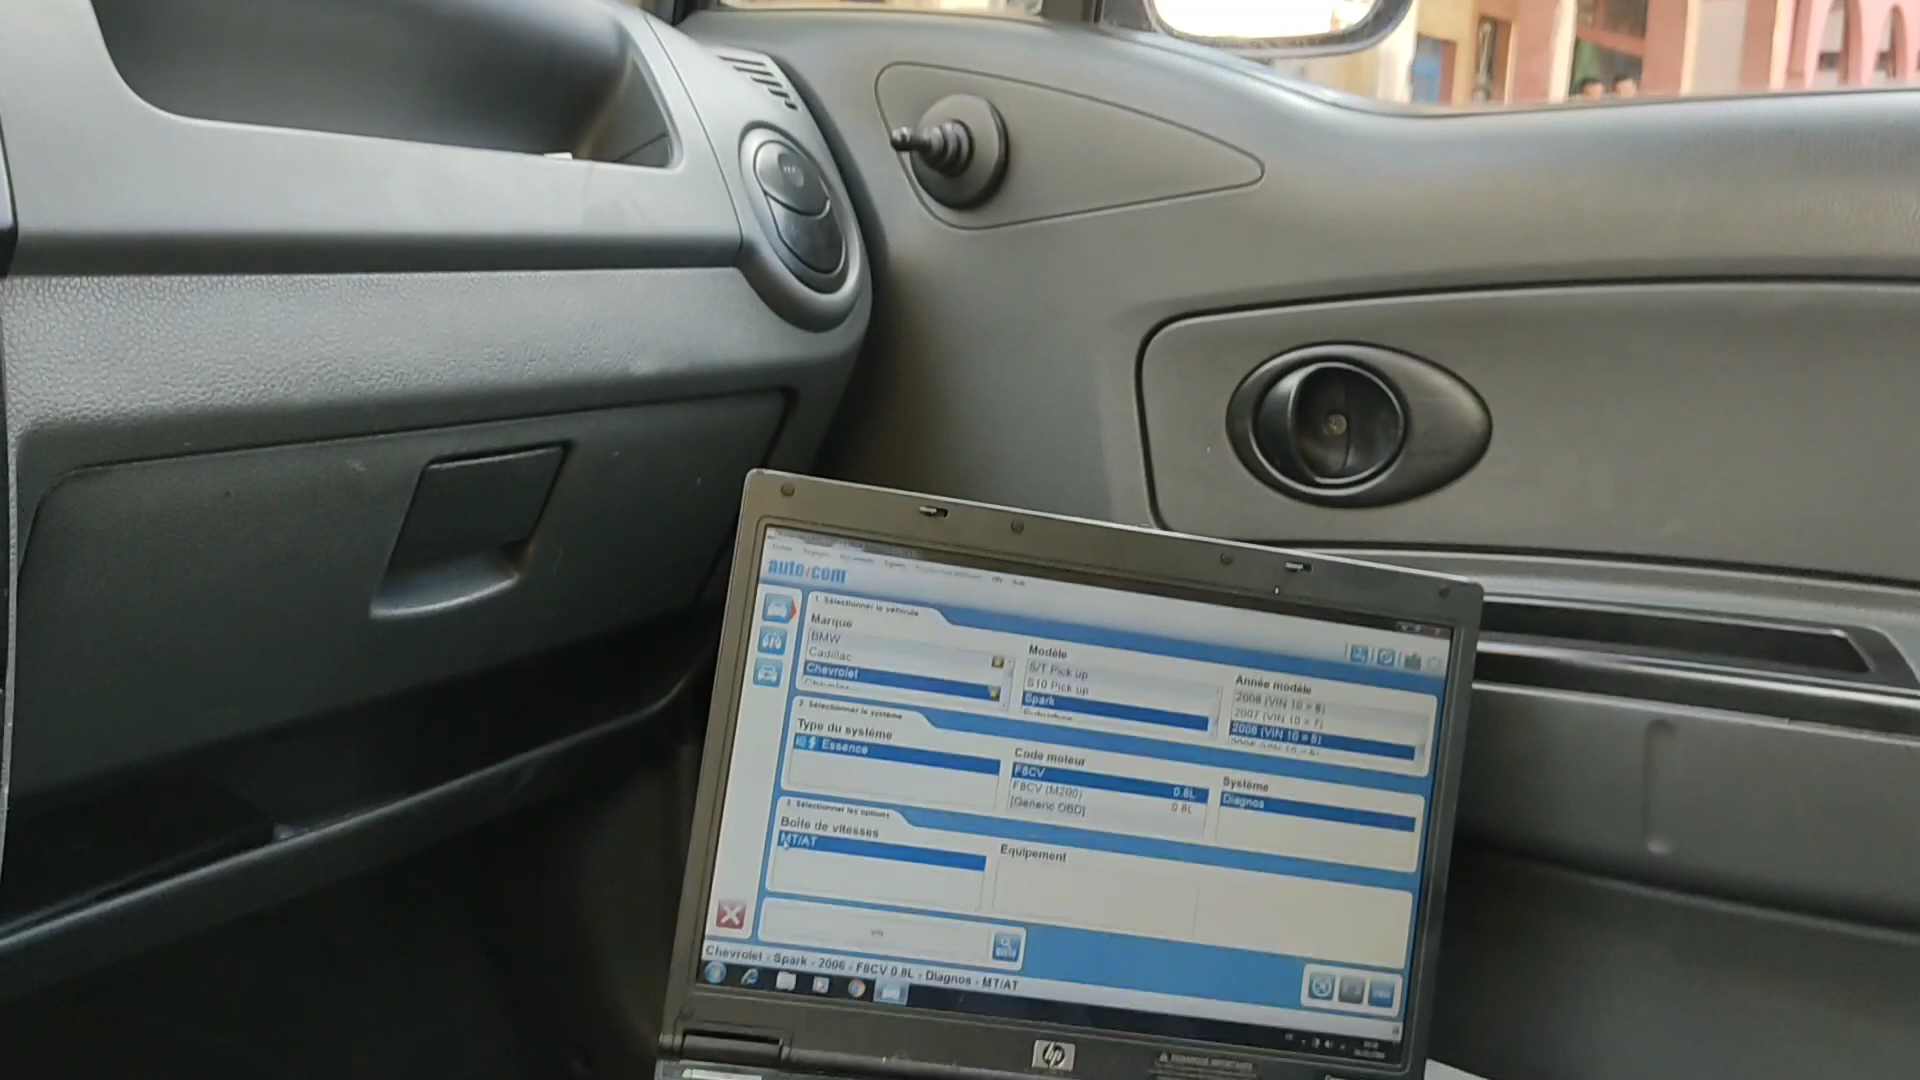 auto/com
1. Sélectionner le véhicule
Marque
BMW
Cadillac
Chevrolet
Modèle
S/T Pick up
S10 Pick up
Spark
Année modèle
2008 (VIN 10 = 8)
2007 (VIN 10 = 7)
2006 (VIN 10 = 6)
2. Sélectionner le système
Type du système
Essence
Code moteur
F8CV 0.8L
F8CV (M200) 0.8L
[Generic OBD]
Système
Diagnos
3. Sélectionner les options
Boîte de vitesses
MT/AT
Equipement
Chevrolet - Spark - 2006 - F8CV 0.8L - Diagnos - MT/AT
hp